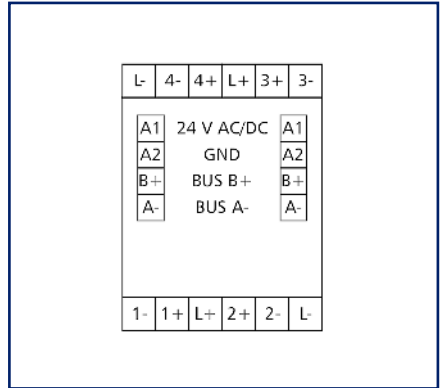 L- 4- 4+ L+ 3+ 3-
A1 24 V AC/DC A1
A2 GND A2
B+ BUS B+ B+
A- BUS A- A-
1- 1+ L+ 2+ 2- L-